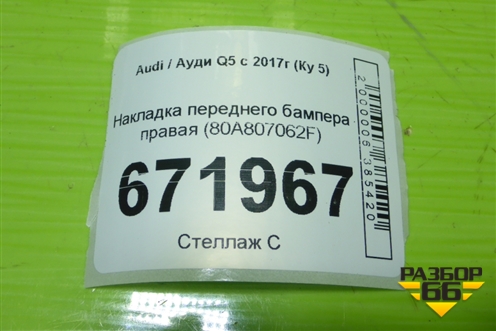 Audi / Ауди Q5 с 2017г (Ку 5)
Накладка переднего бампера
правая (80A807062F)
671967
Стеллаж С
2000006385420
РАЗБОР
66